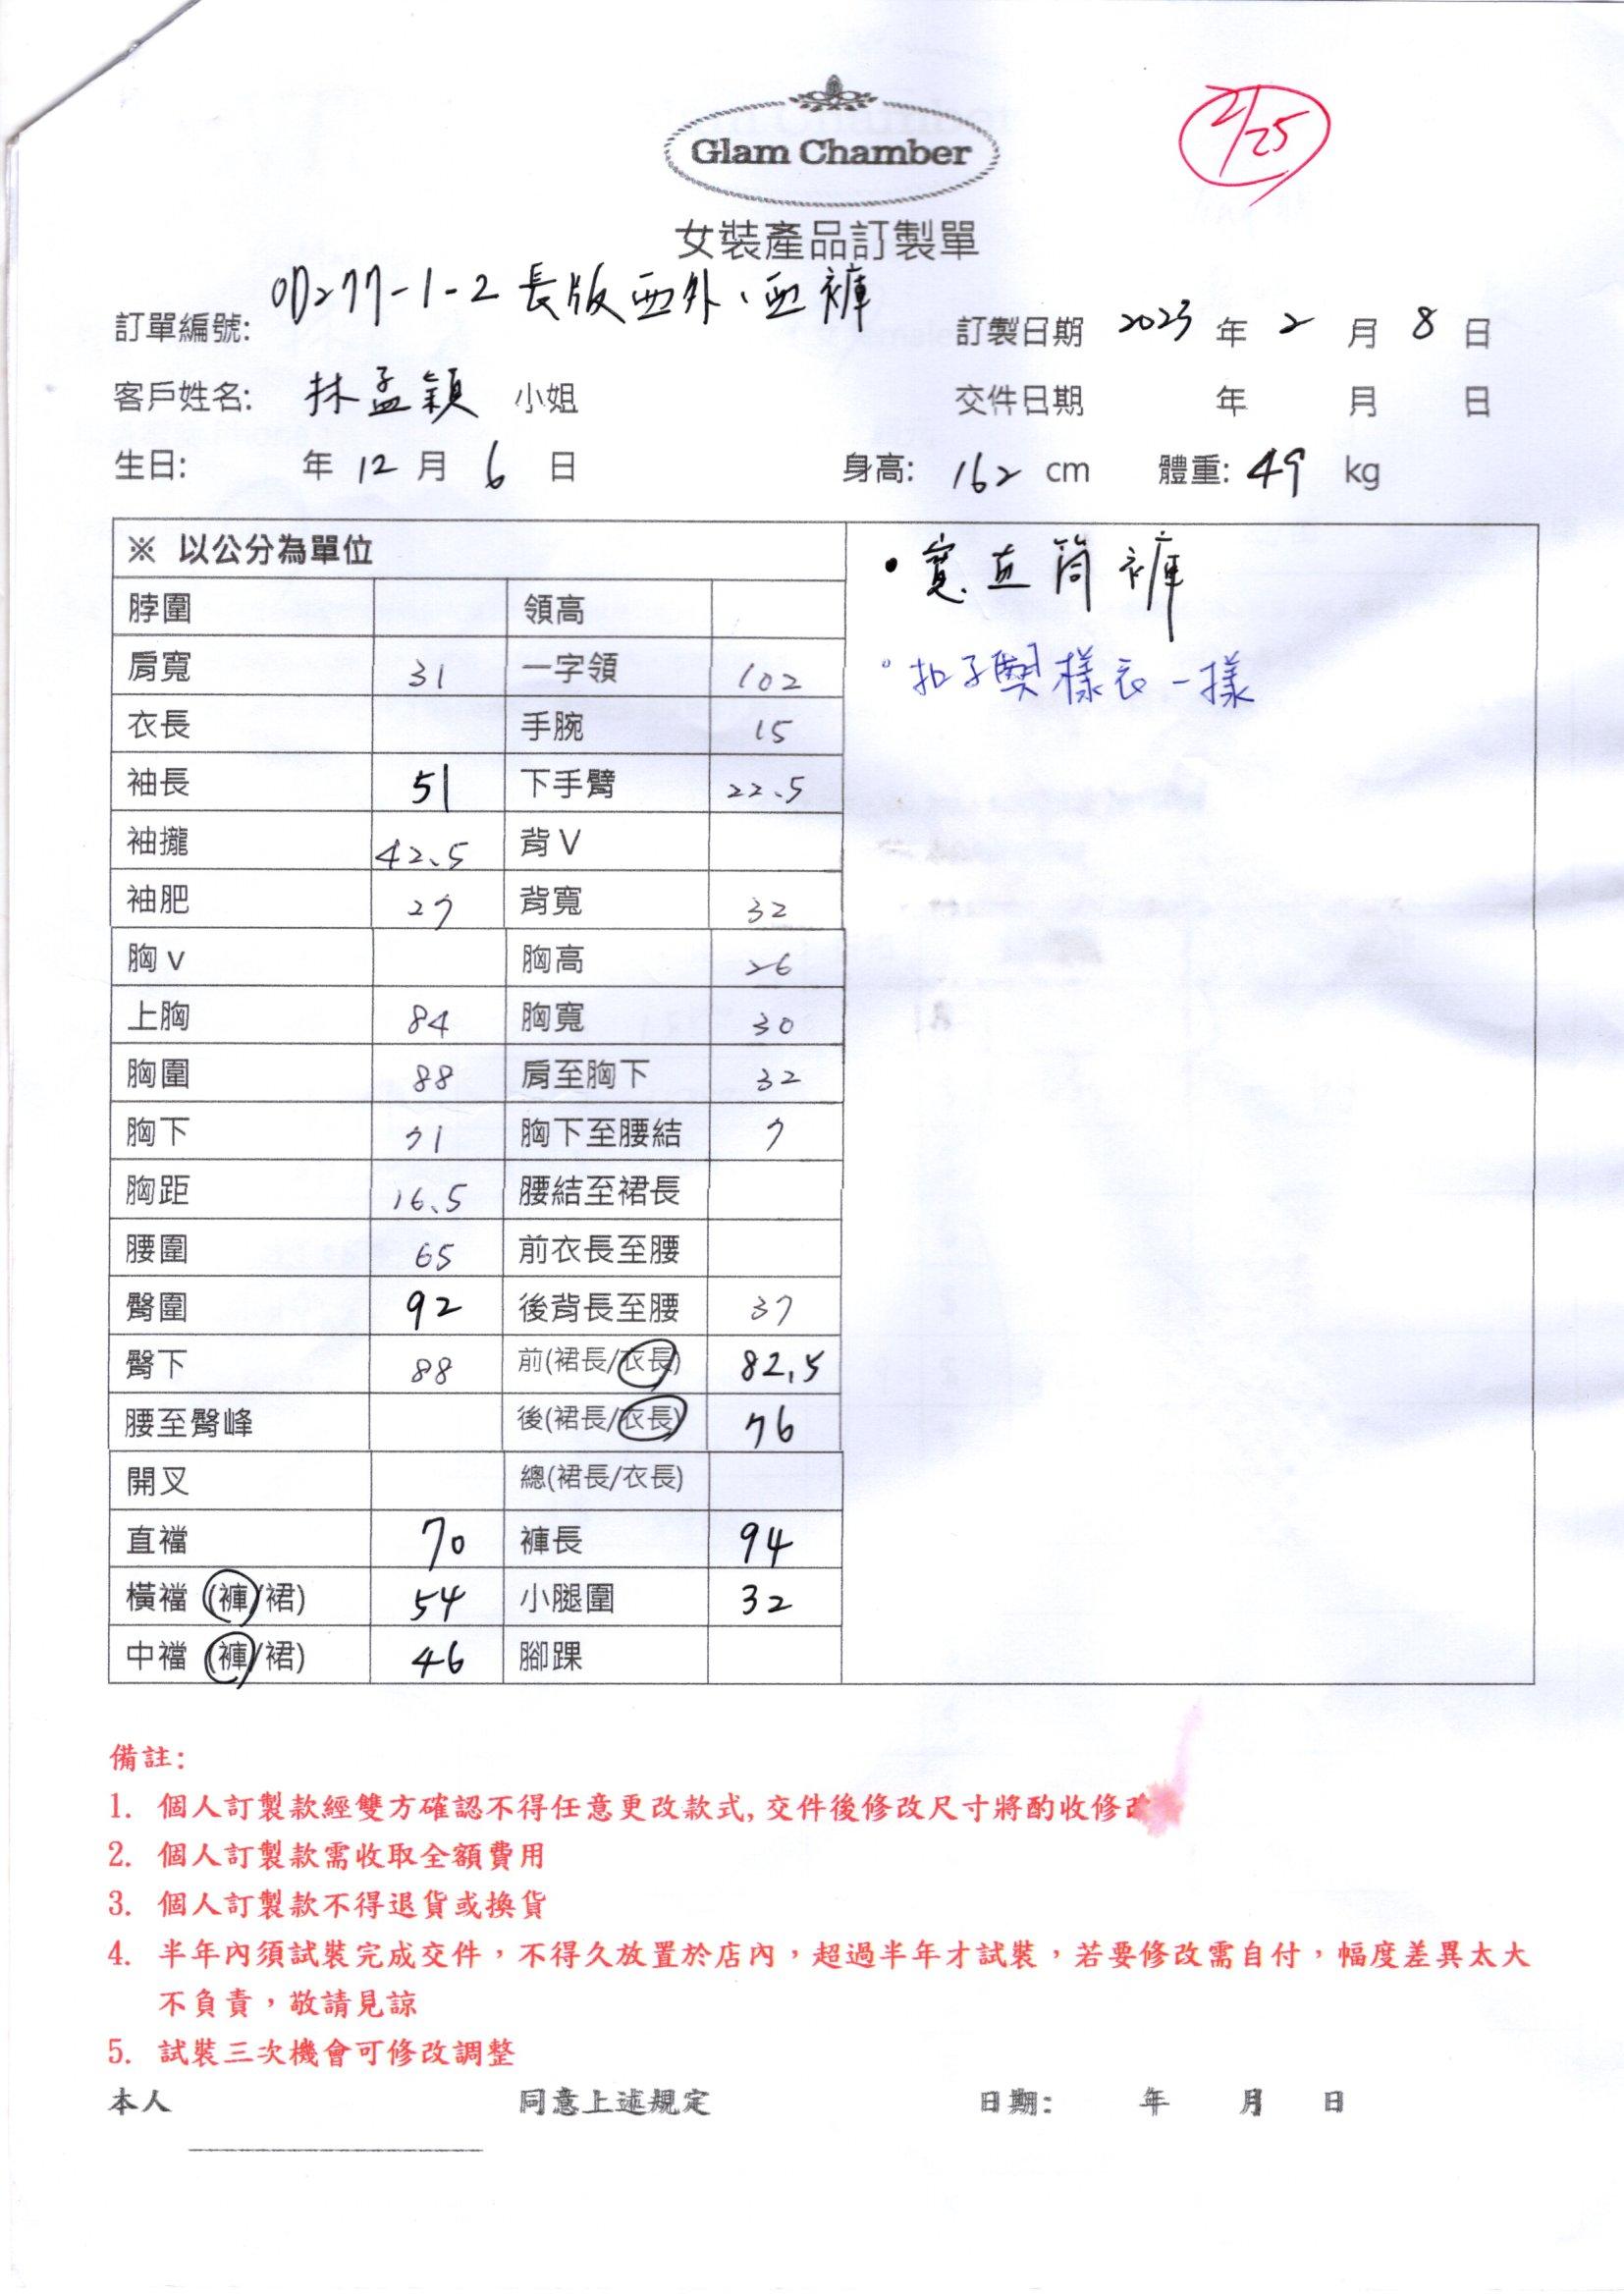 Glam Chamber
2/25
女裝產品訂製單
訂單編號: 0D277-1-2 長版西外、西褲
訂製日期 2023 年 2 月 8 日
客戶姓名: 林孟穎 小姐
交件日期 年 月 日
生日: 年 12 月 6 日 身高: 162 cm 體重: 49 kg
※ 以公分為單位
• 寬直筒褲
。扣子與樣衣一樣
脖圍 領高
肩寬 31 一字領 102
衣長 手腕 15
袖長 51 下手臂 22.5
袖攏 42.5 背V
袖肥 27 背寬 32
胸v 胸高 26
上胸 84 胸寬 30
胸圍 88 肩至胸下 32
胸下 71 胸下至腰結 7
胸距 16.5 腰結至裙長
腰圍 65 前衣長至腰
臀圍 92 後背長至腰 37
臀下 88 前(裙長/衣長) 82.5
腰至臀峰 後(裙長/衣長) 76
開叉 總(裙長/衣長)
直襠 70 褲長 94
橫襠 (褲/裙) 54 小腿圍 32
中襠 (褲/裙) 46 腳踝
備註:
1. 個人訂製款經雙方確認不得任意更改款式,交件後修改尺寸將酌收修改
2. 個人訂製款需收取全額費用
3. 個人訂製款不得退貨或換貨
4. 半年內須試裝完成交件，不得久放置於店內，超過半年才試裝，若要修改需自付，幅度差異太大
不負責，敬請見諒
5. 試裝三次機會可修改調整
本人 同意上述規定 日期: 年 月 日